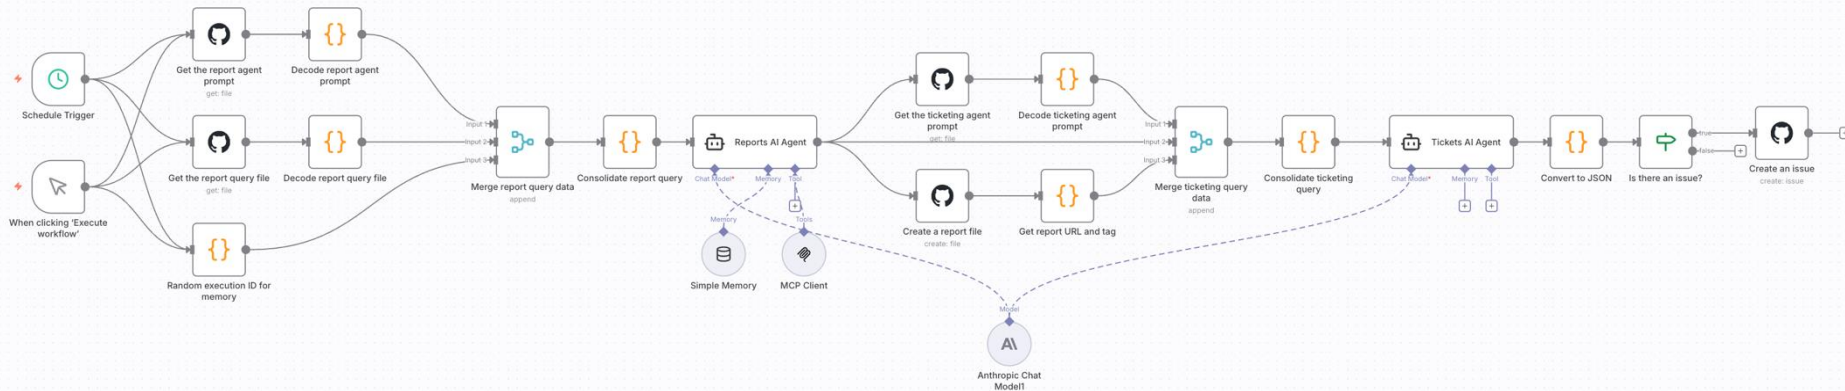 Schedule Trigger
When clicking 'Execute
workflow'
Get the report agent
prompt
get: file
Decode report agent
prompt
Get the report query file
get: file
Decode report query file
Random execution ID for
memory
Input 1
Input 2
Input 3
Merge report query data
append
Consolidate report query
Reports AI Agent
Chat Model*
Memory
Tool
Memory
Tools
Simple Memory
MCP Client
Get the ticketing agent
prompt
get: file
Decode ticketing agent
prompt
Create a report file
create: file
Get report URL and tag
Input 1
Input 2
Input 3
Merge ticketing query
data
append
Consolidate ticketing
query
Tickets AI Agent
Chat Model*
Memory
Tool
Model
Anthropic Chat
Model1
Convert to JSON
Is there an issue?
true
false
Create an issue
create: issue